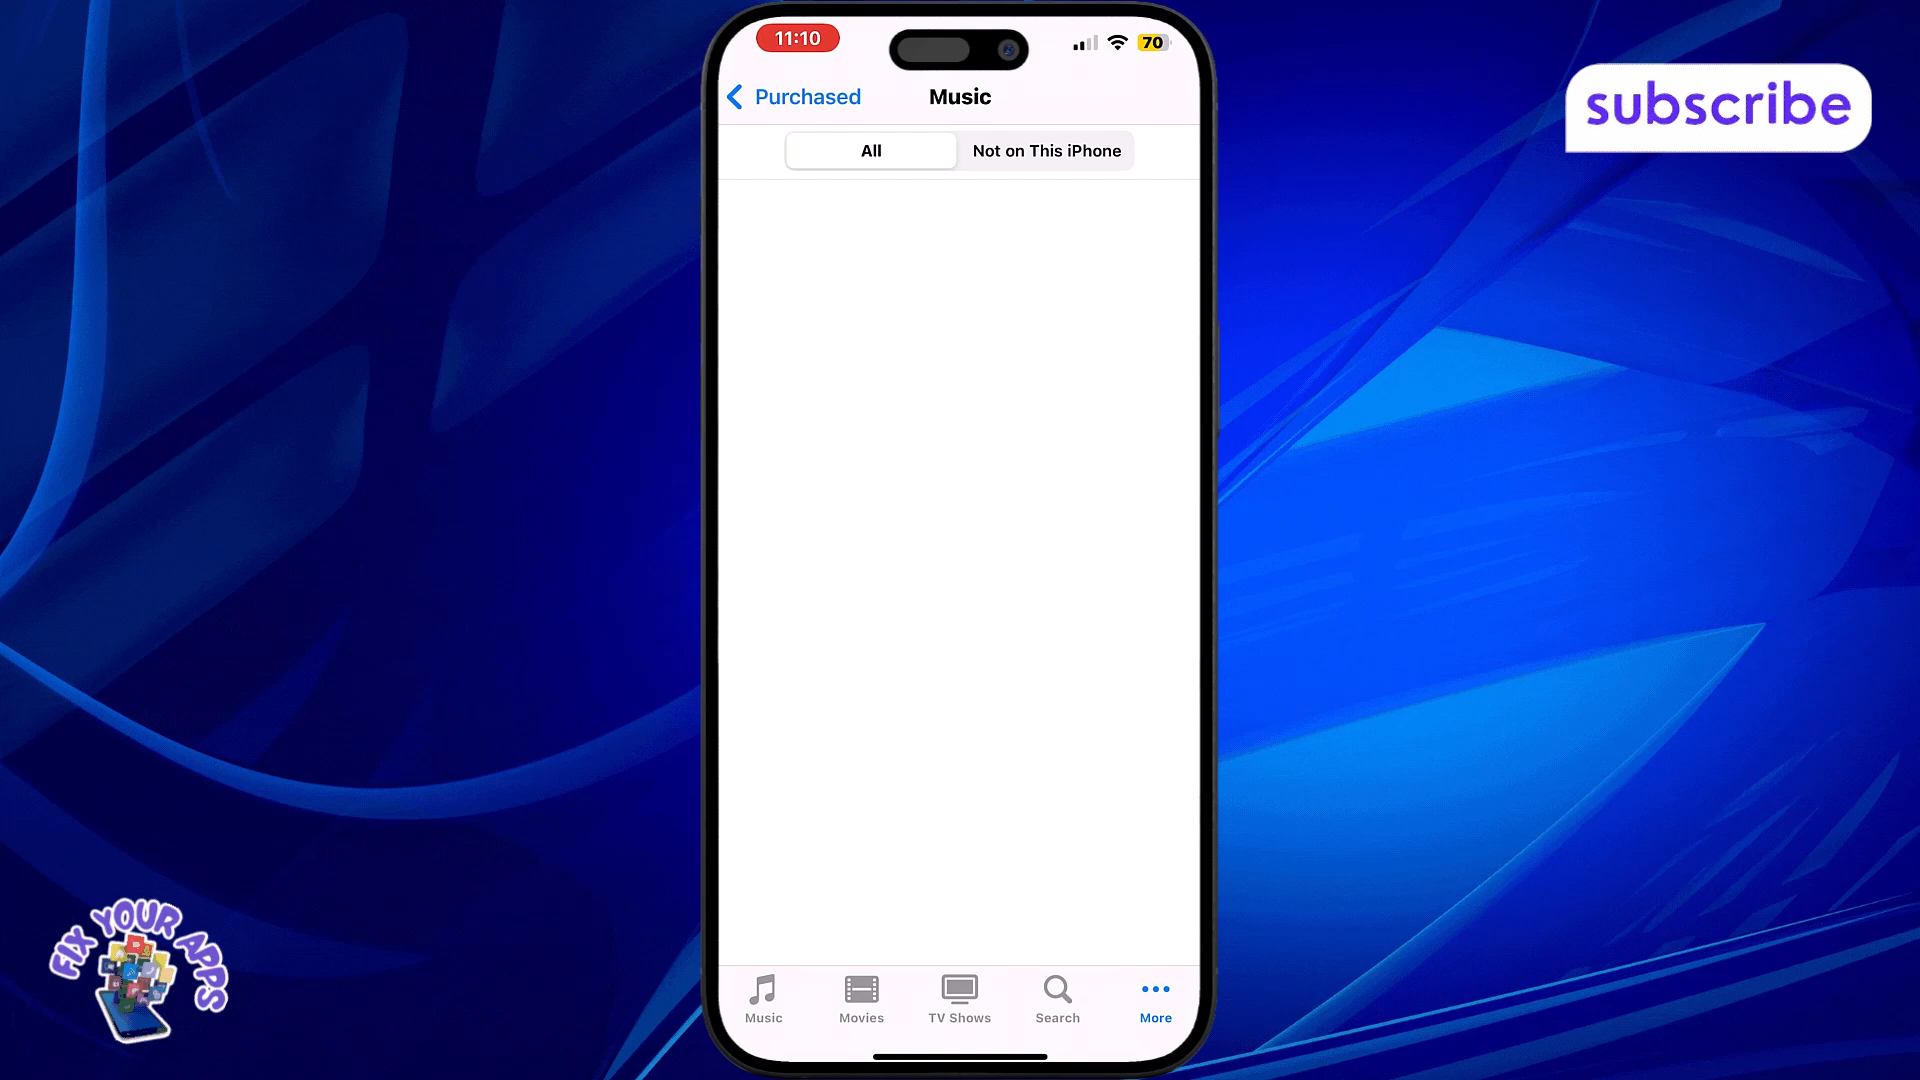 11:10
70
Purchased
Music
All
Not on This iPhone
subscribe
FIX YOUR APPS
Music
Movies
TV Shows
Search
More